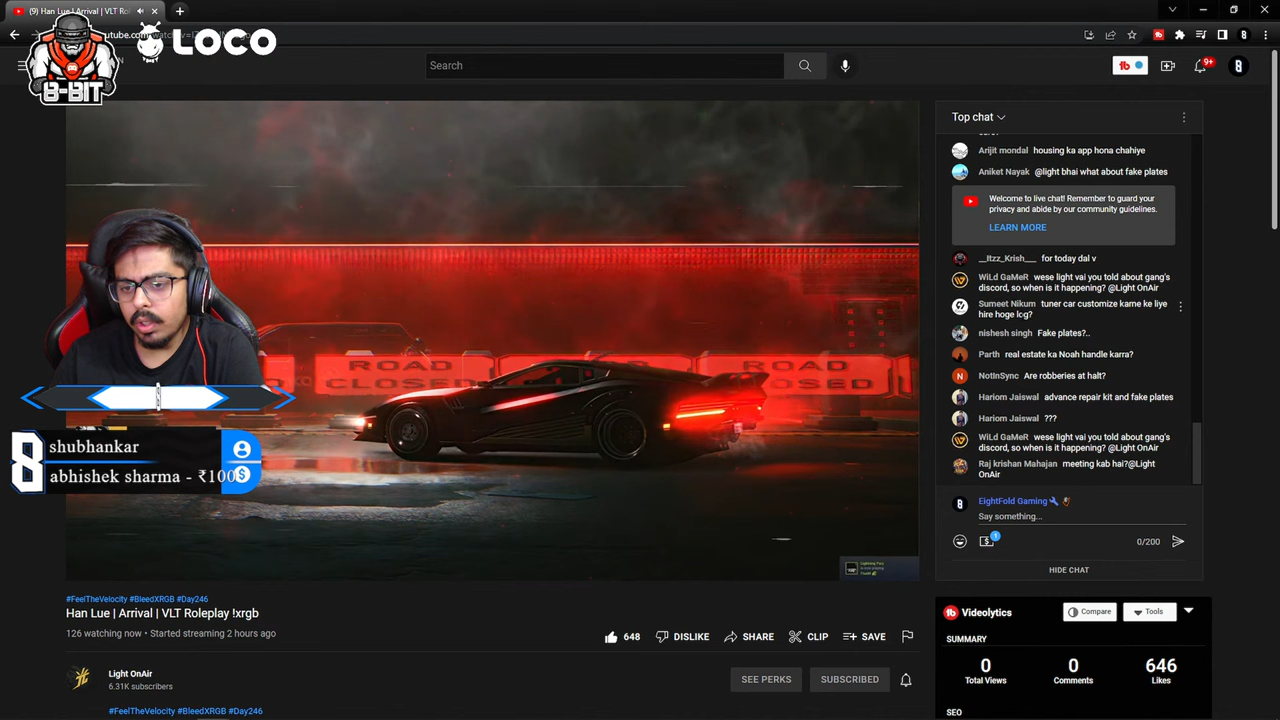 (9) Han Lue | Arrival | VLT Rol
8-BIT
LOCO
Search
9+
8
ROAD
CLOSED
ROAD
CLOSED
shubhankar
abhishek sharma - ₹100
#FeelTheVelocity #BleedXRGB #Day246
Han Lue | Arrival | VLT Roleplay !xrgb
126 watching now • Started streaming 2 hours ago
648
DISLIKE
SHARE
CLIP
SAVE
Light OnAir
6.31K subscribers
SEE PERKS
SUBSCRIBED
#FeelTheVelocity #BleedXRGB #Day246
Top chat
Arijit mondal housing ka app hona chahiye
Aniket Nayak @light bhai what about fake plates
Welcome to live chat! Remember to guard your
privacy and abide by our community guidelines.
LEARN MORE
__Itzz_Krish___ for today dal v
WiLd GaMeR wese light vai you told about gang's
discord, so when is it happening? @Light OnAir
Sumeet Nikum tuner car customize karne ke liye
hire hoge lcg?
nishesh singh Fake plates?..
Parth real estate ka Noah handle karra?
NotInSync Are robberies at halt?
Hariom Jaiswal advance repair kit and fake plates
Hariom Jaiswal ???
WiLd GaMeR wese light vai you told about gang's
discord, so when is it happening? @Light OnAir
Raj krishan Mahajan meeting kab hai?@Light
OnAir
EightFold Gaming
Say something...
1
0/200
HIDE CHAT
Videolytics
Compare
Tools
SUMMARY
0
Total Views
0
Comments
646
Likes
SEO